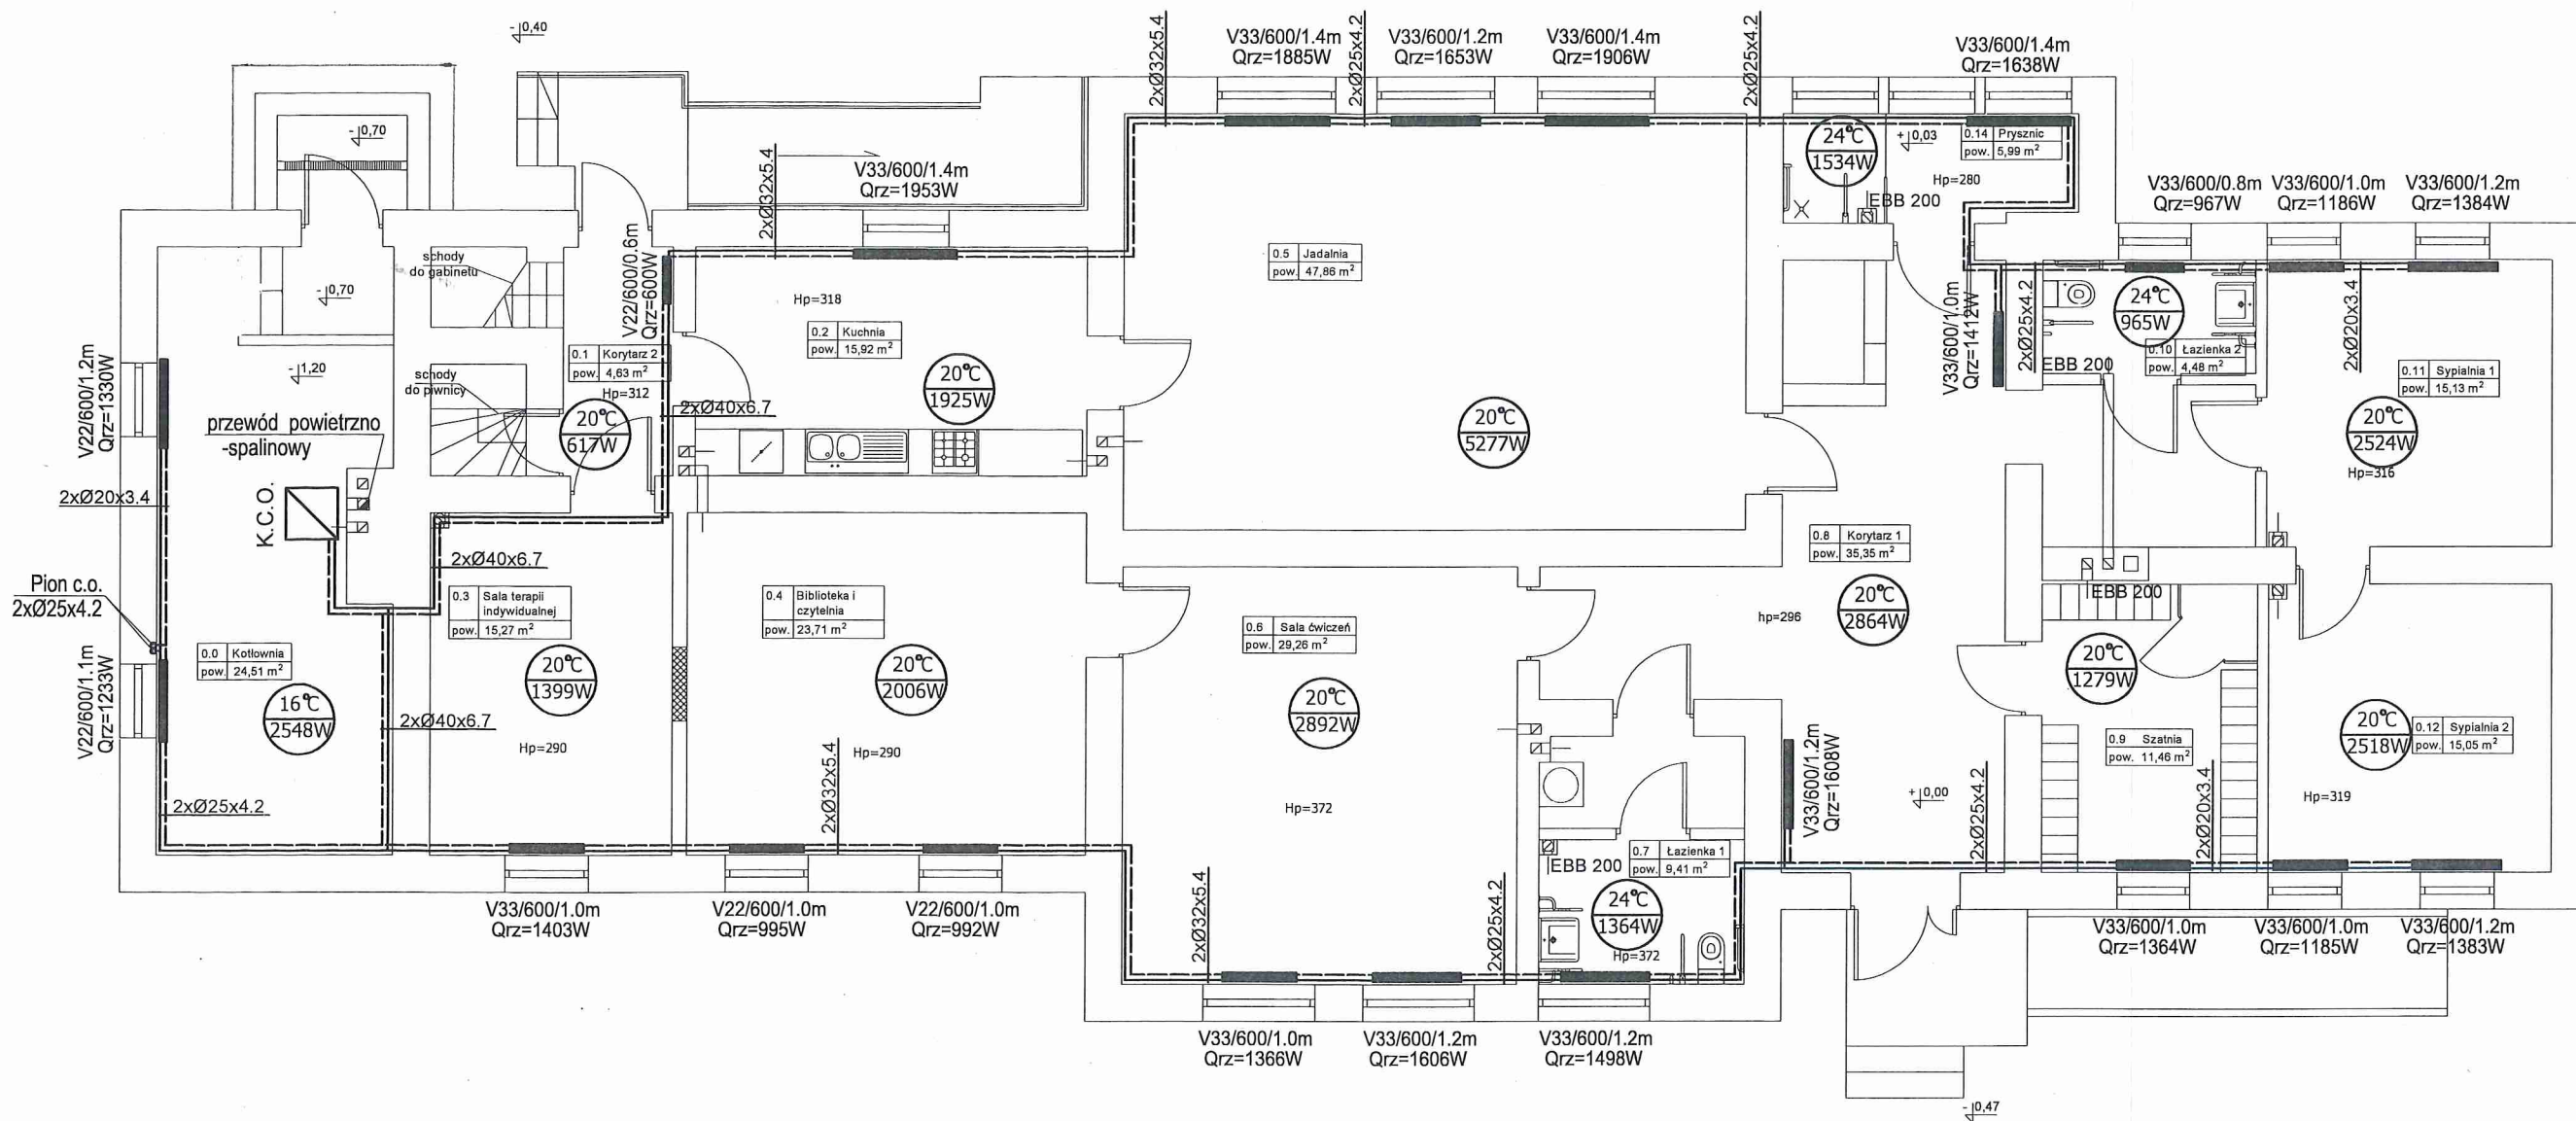 - 0,40
2xØ32x5.4
V33/600/1.4m
Qrz=1885W
2xØ25x4.2
V33/600/1.2m
Qrz=1653W
V33/600/1.4m
Qrz=1906W
2xØ25x4.2
V33/600/1.4m
Qrz=1638W
- 0,70
2xØ32x5.4
V33/600/1.4m
Qrz=1953W
24°C
1534W
+ 0,03
0.14 Prysznic
pow. 5,99 m²
Hp=280
EBB 200
V33/600/0.8m
Qrz=967W
V33/600/1.0m
Qrz=1186W
V33/600/1.2m
Qrz=1384W
schody
do gabinetu
- 0,70
V22/600/0.6m
Qrz=600W
Hp=318
0.2 Kuchnia
pow. 15,92 m²
20°C
1925W
0.5 Jadalnia
pow. 47,86 m²
20°C
5277W
V33/600/1.0m
Qrz=1412W
2xØ25x4.2
24°C
965W
0.10 Łazienka 2
pow. 4,48 m²
EBB 200
2xØ20x3.4
0.11 Sypialnia 1
pow. 15,13 m²
20°C
2524W
Hp=316
V22/600/1.2m
Qrz=1330W
- 1,20
schody
do piwnicy
0.1 Korytarz 2
pow. 4,63 m²
Hp=312
20°C
617W
2xØ40x6.7
przewód powietrzno
-spalinowy
2xØ20x3.4
K.C.O.
2xØ40x6.7
Pion c.o.
2xØ25x4.2
0.3 Sala terapii
indywidualnej
pow. 15,27 m²
0.4 Biblioteka i
czytelnia
pow. 23,71 m²
0.6 Sala ćwiczeń
pow. 29,26 m²
0.8 Korytarz 1
pow. 35,35 m²
20°C
2864W
hp=296
EBB 200
0.0 Kotłownia
pow. 24,51 m²
16°C
2548W
V22/600/1.1m
Qrz=1233W
2xØ40x6.7
20°C
1399W
Hp=290
20°C
2006W
Hp=290
2xØ32x5.4
20°C
2892W
Hp=372
20°C
1279W
0.9 Szatnia
pow. 11,46 m²
20°C
2518W
0.12 Sypialnia 2
pow. 15,05 m²
Hp=319
2xØ25x4.2
V33/600/1.2m
Qrz=1608W
+ 0,00
2xØ25x4.2
2xØ20x3.4
EBB 200
0.7 Łazienka 1
pow. 9,41 m²
24°C
1364W
Hp=372
2xØ32x5.4
2xØ25x4.2
V33/600/1.0m
Qrz=1403W
V22/600/1.0m
Qrz=995W
V22/600/1.0m
Qrz=992W
V33/600/1.0m
Qrz=1364W
V33/600/1.0m
Qrz=1185W
V33/600/1.2m
Qrz=1383W
V33/600/1.0m
Qrz=1366W
V33/600/1.2m
Qrz=1606W
V33/600/1.2m
Qrz=1498W
- 0,47